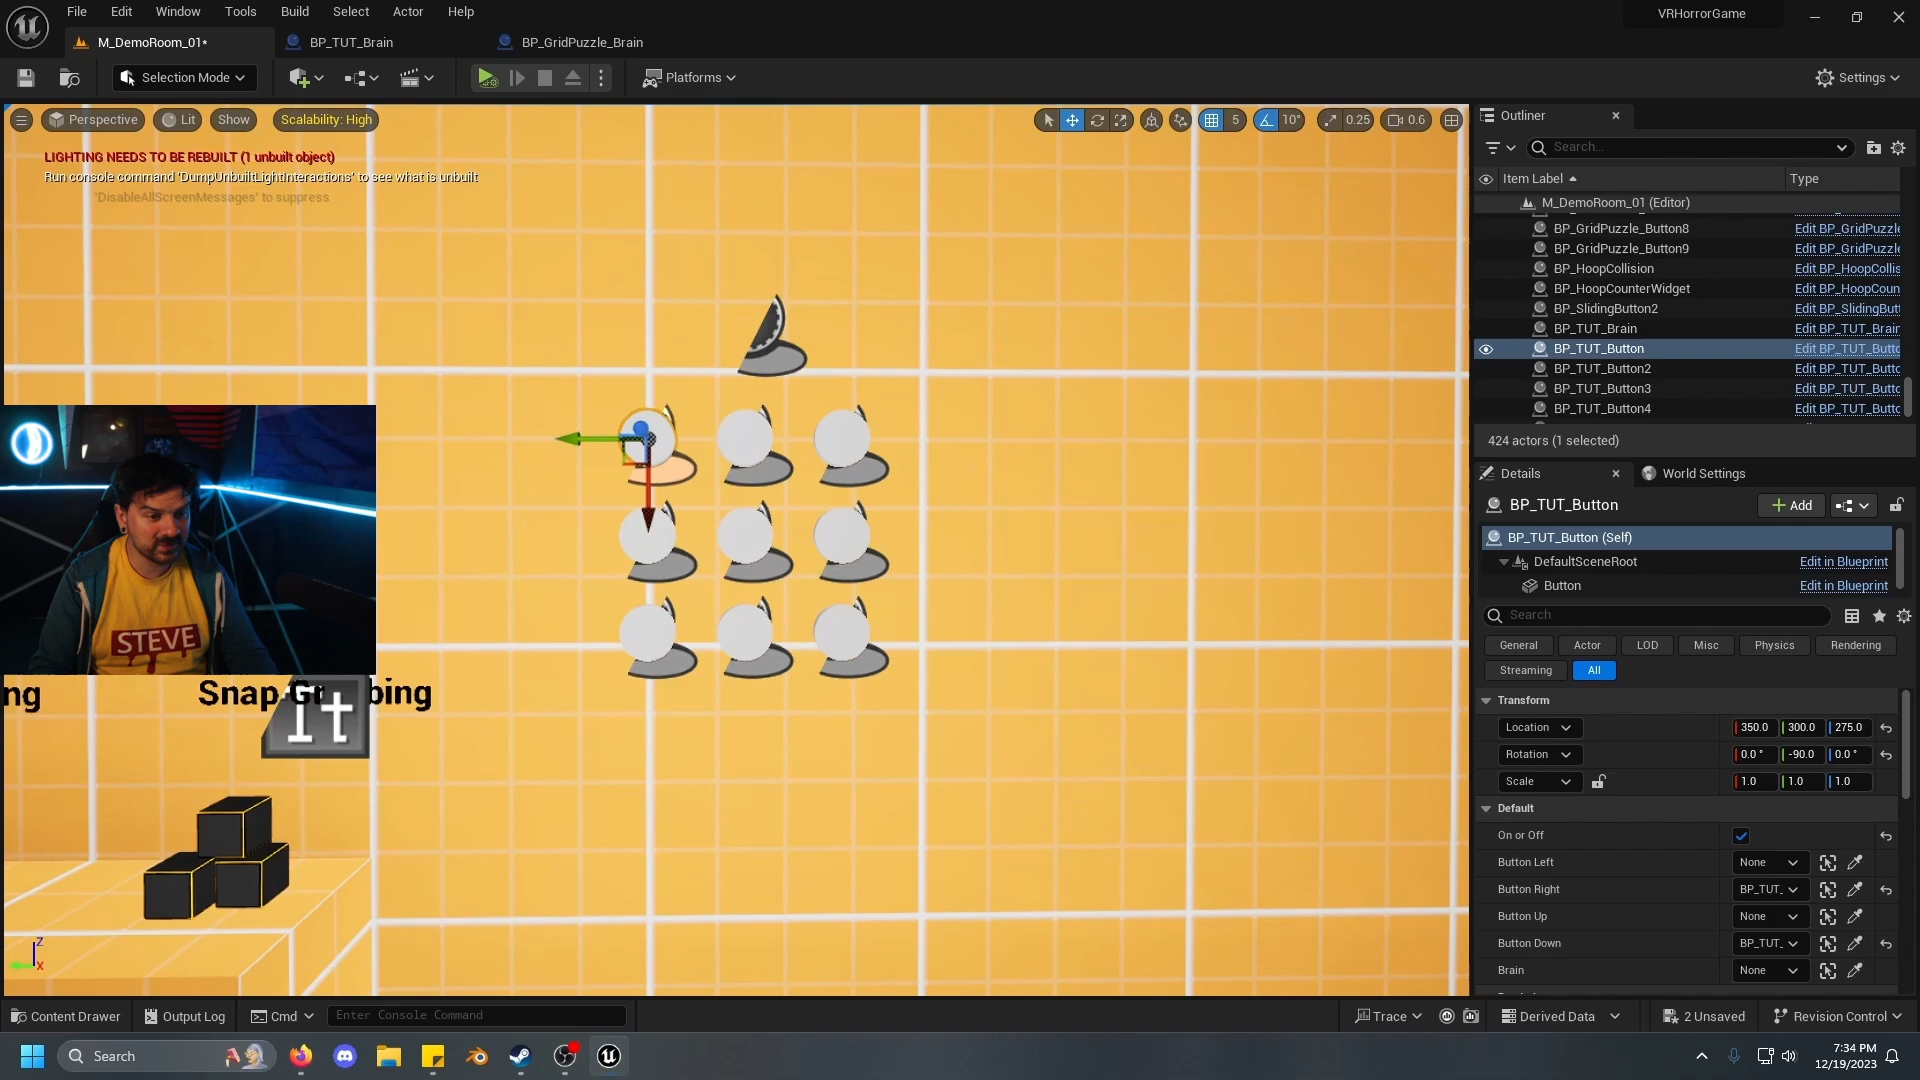 File Edit Window Tools Build Select Actor Help
VRHorrorGame
M_DemoRoom_01*
BP_TUT_Brain
BP_GridPuzzle_Brain
Selection Mode
Platforms
Settings
Perspective
Lit
Show
Scalability: High
5
10°
0.25
0.6
LIGHTING NEEDS TO BE REBUILT (1 unbuilt object)
Run console command 'DumpUnbuiltLightInteractions' to see what is unbuilt
'DisableAllScreenMessages' to suppress
STEVE
ng
Snap
bing
It
Z
X
Outliner
Search...
Item Label
Type
M_DemoRoom_01 (Editor)
BP_GridPuzzle_Button8 Edit BP_GridPuzzle
BP_GridPuzzle_Button9 Edit BP_GridPuzzle
BP_HoopCollision Edit BP_HoopCollis
BP_HoopCounterWidget Edit BP_HoopCoun
BP_SlidingButton2 Edit BP_SlidingButt
BP_TUT_Brain Edit BP_TUT_Brain
BP_TUT_Button Edit BP_TUT_Butto
BP_TUT_Button2 Edit BP_TUT_Butto
BP_TUT_Button3 Edit BP_TUT_Butto
BP_TUT_Button4 Edit BP_TUT_Butto
424 actors (1 selected)
Details
World Settings
BP_TUT_Button
Add
BP_TUT_Button (Self)
DefaultSceneRoot Edit in Blueprint
Button Edit in Blueprint
Search
General Actor LOD Misc Physics Rendering
Streaming All
Transform
Location 350.0 300.0 275.0
Rotation 0.0 ° -90.0 0.0 °
Scale 1.0 1.0 1.0
Default
On or Off
Button Left None
Button Right BP_TUT_
Button Up None
Button Down BP_TUT_
Brain None
Content Drawer
Output Log
Cmd
Enter Console Command
Trace
Derived Data
2 Unsaved
Revision Control
Search
7:34 PM
12/19/2023